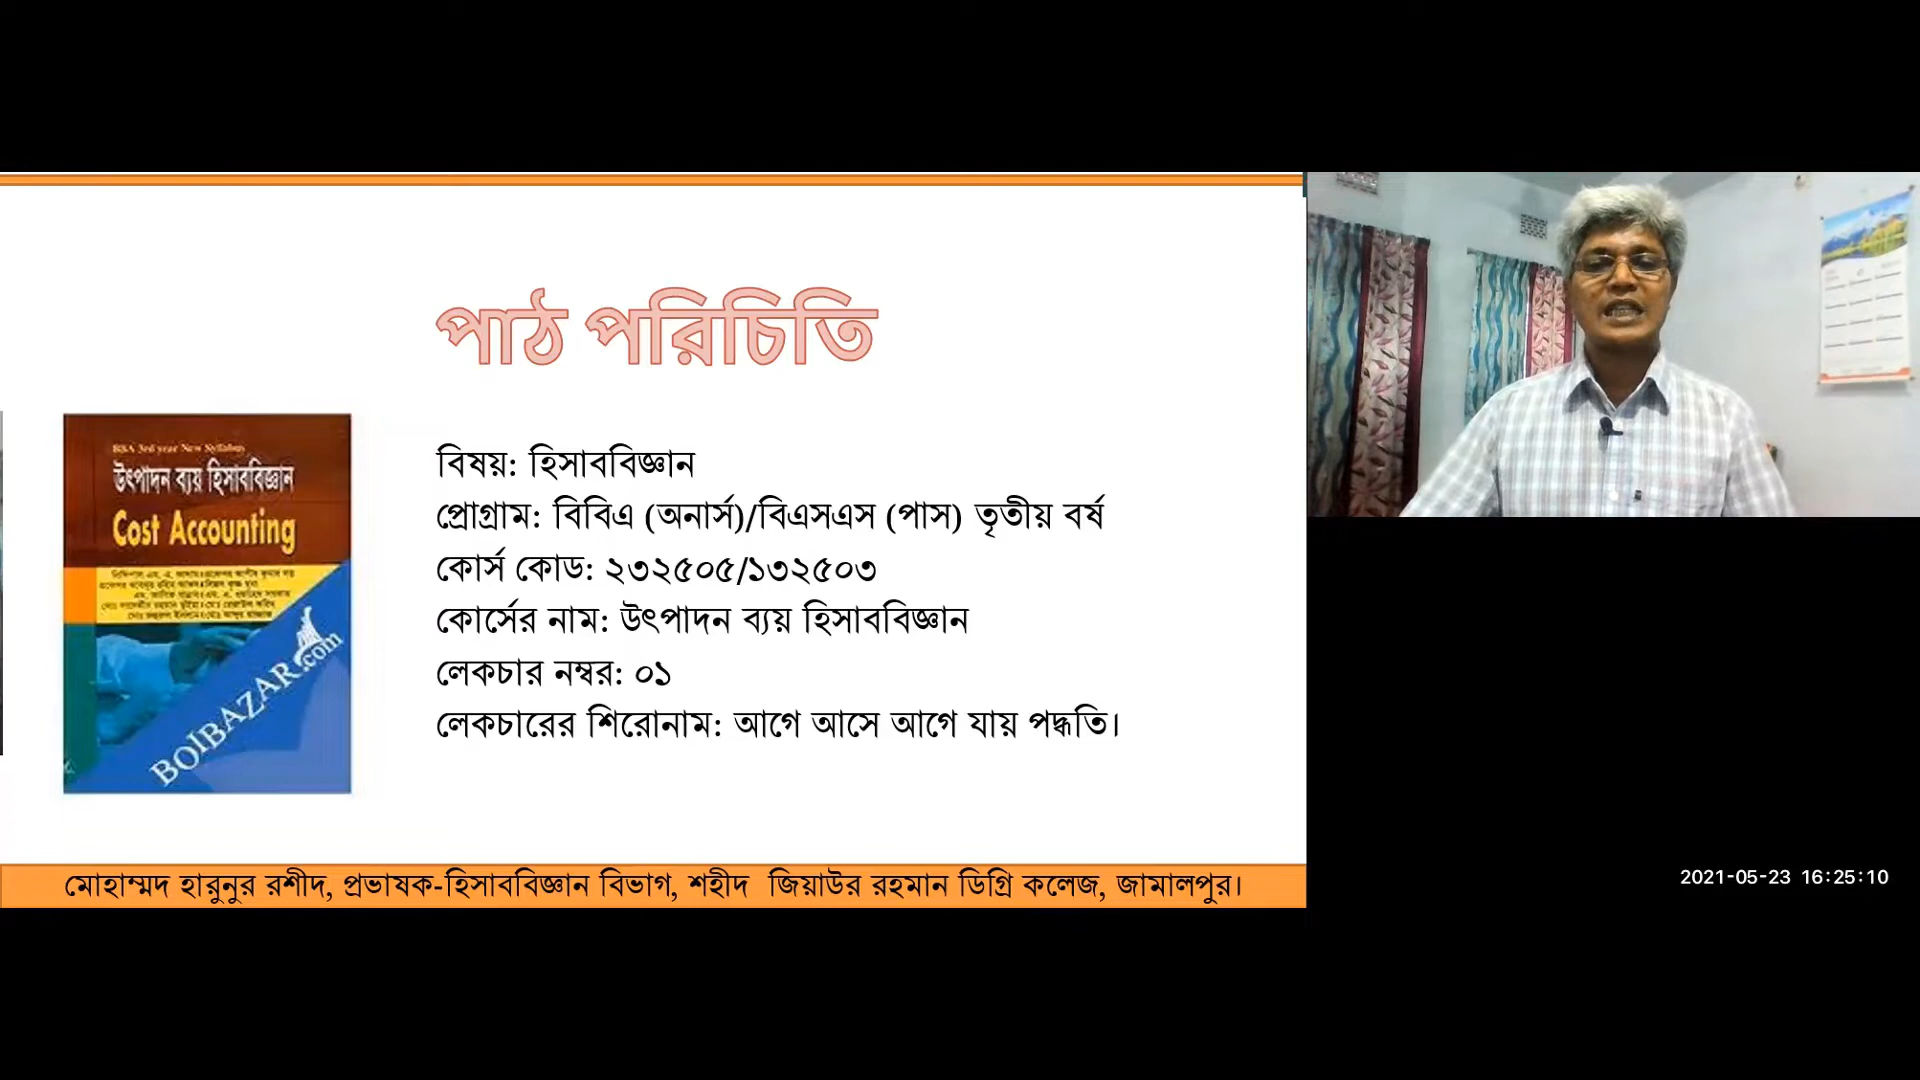 পাঠ পরিচিতি
BBA 3rd year New Syllabus
উৎপাদন ব্যয় হিসাববিজ্ঞান
Cost Accounting
BOIBAZAR.com
বিষয়: হিসাববিজ্ঞান
প্রোগ্রাম: বিবিএ (অনার্স)/বিএসএস (পাস) তৃতীয় বর্ষ
কোর্স কোড: ২৩২৫০৫/১৩২৫০৩
কোর্সের নাম: উৎপাদন ব্যয় হিসাববিজ্ঞান
লেকচার নম্বর: ০১
লেকচারের শিরোনাম: আগে আসে আগে যায় পদ্ধতি।
মোহাম্মদ হারুনুর রশীদ, প্রভাষক-হিসাববিজ্ঞান বিভাগ, শহীদ জিয়াউর রহমান ডিগ্রি কলেজ, জামালপুর।
2021-05-23 16:25:10